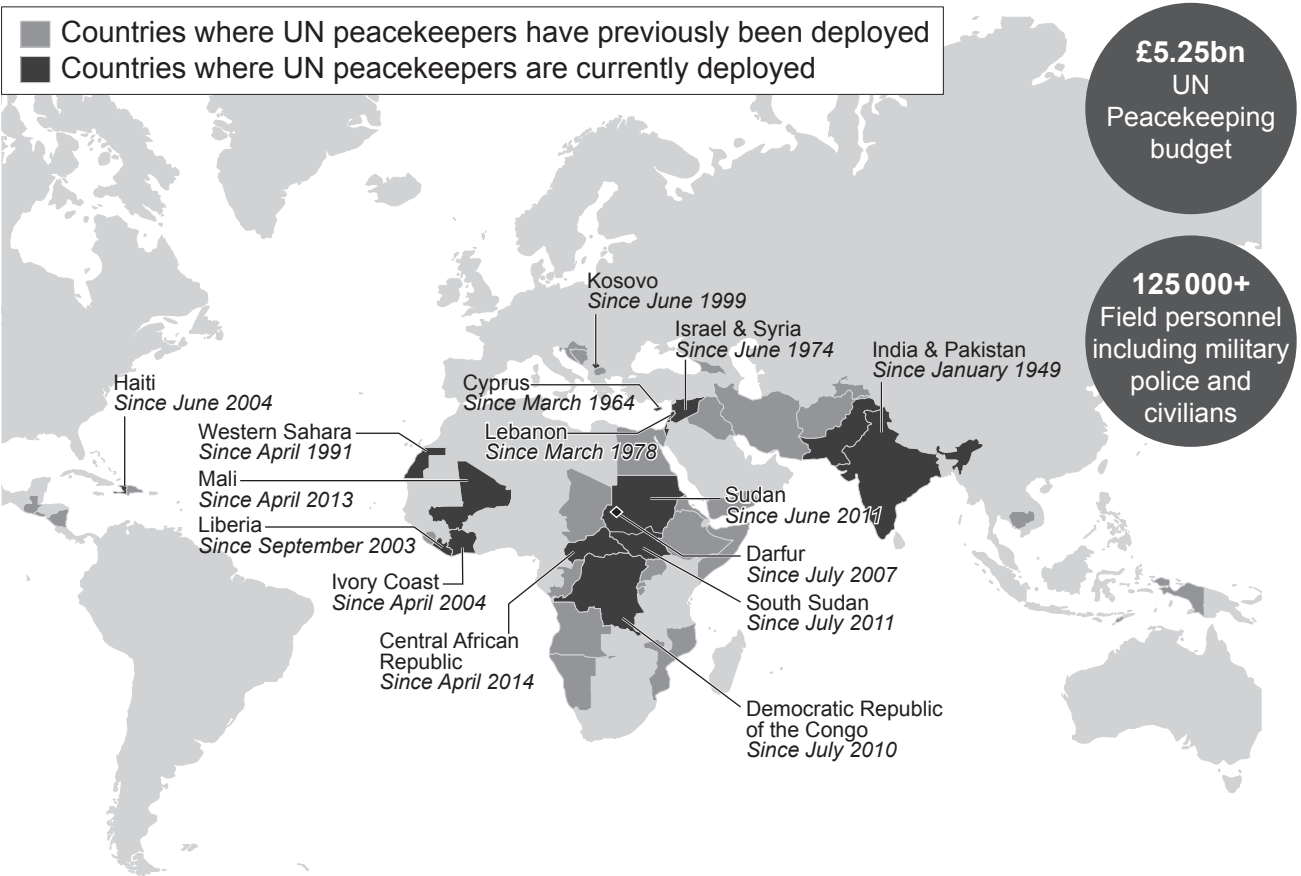 Countries where UN peacekeepers have previously been deployed
Countries where UN peacekeepers are currently deployed
£5.25bn
UN
Peacekeeping
budget
125 000+
Field personnel
including military
police and
civilians
Kosovo
Since June 1999
Israel & Syria
Since June 1974
India & Pakistan
Since January 1949
Haiti
Since June 2004
Cyprus
Since March 1964
Western Sahara
Since April 1991
Lebanon
Since March 1978
Mali
Since April 2013
Sudan
Since June 2011
Liberia
Since September 2003
Darfur
Since July 2007
Ivory Coast
Since April 2004
South Sudan
Since July 2011
Central African
Republic
Since April 2014
Democratic Republic
of the Congo
Since July 2010